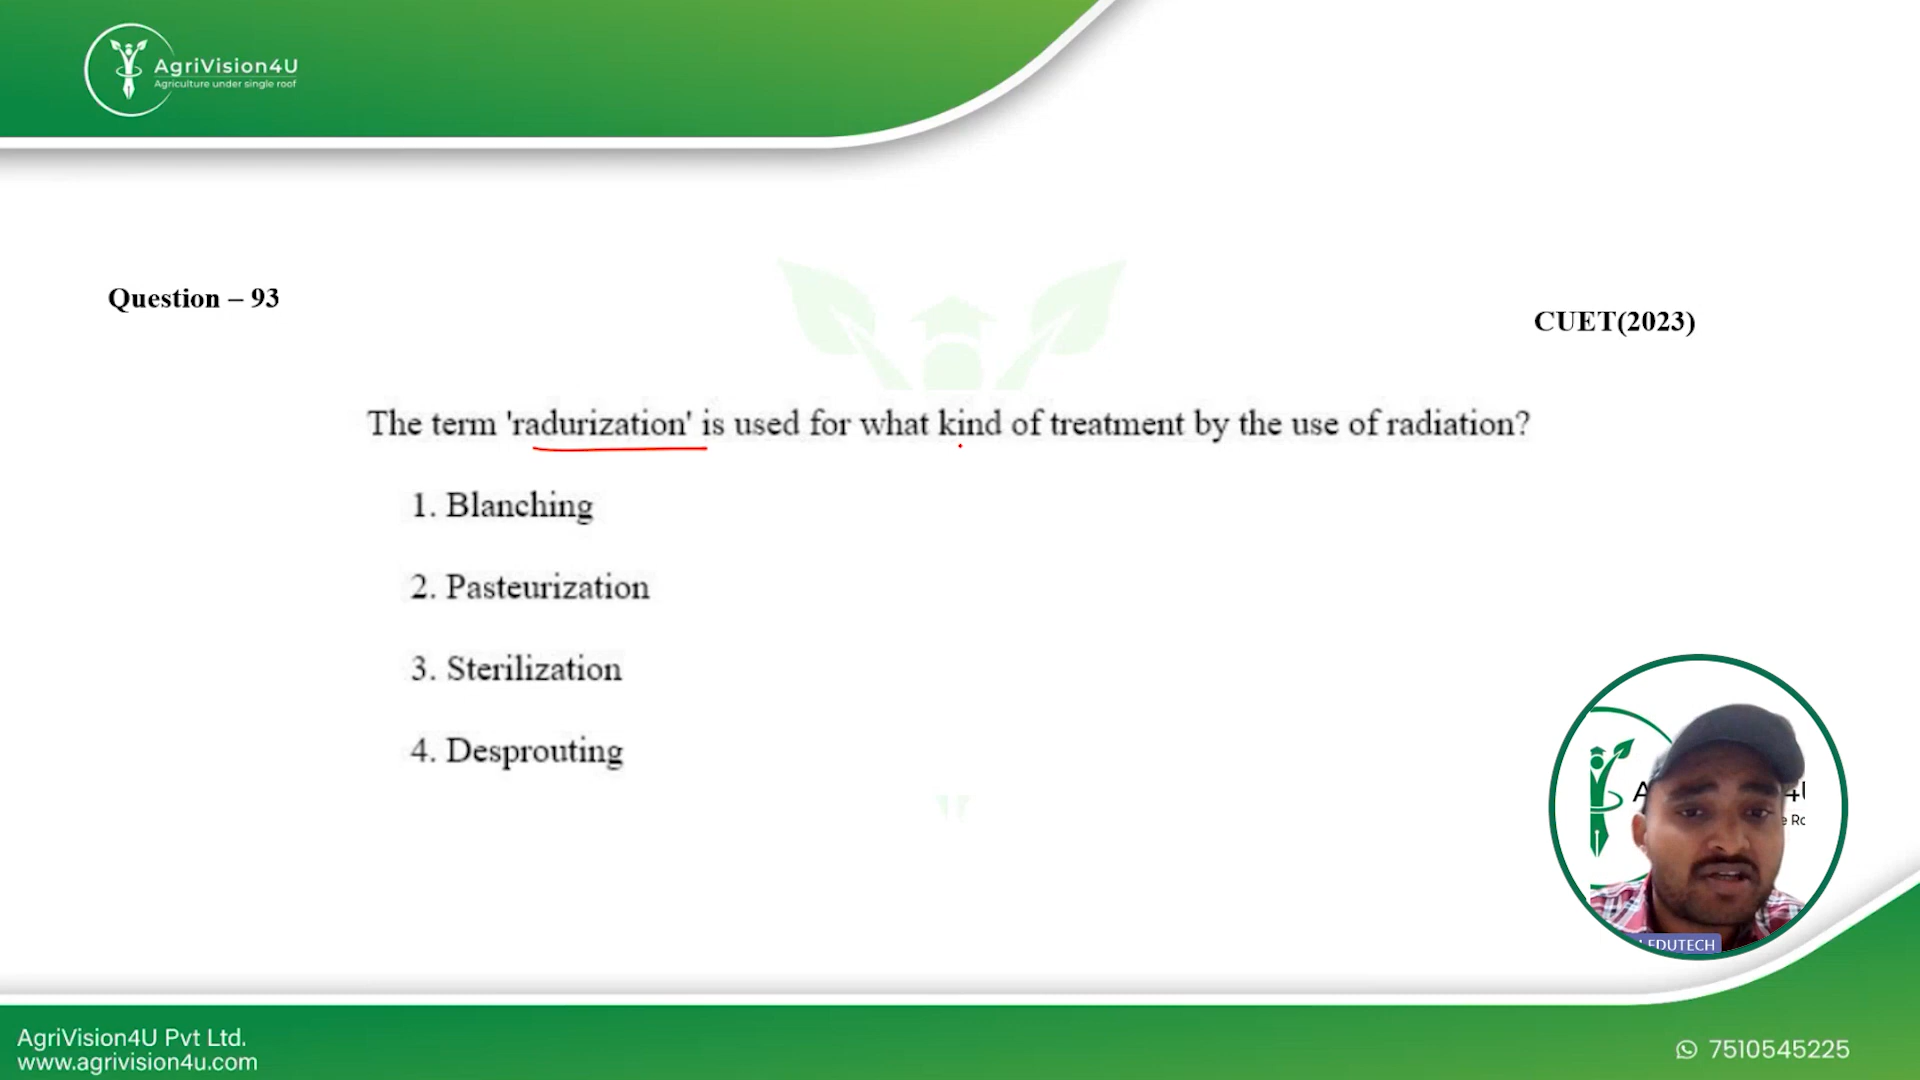 AgriVision4U
Agriculture under single roof
Question – 93
CUET(2023)
The term 'radurization' is used for what kind of treatment by the use of radiation?
1. Blanching
2. Pasteurization
3. Sterilization
4. Desprouting
EDUTECH
AgriVision4U Pvt Ltd.
www.agrivision4u.com
7510545225